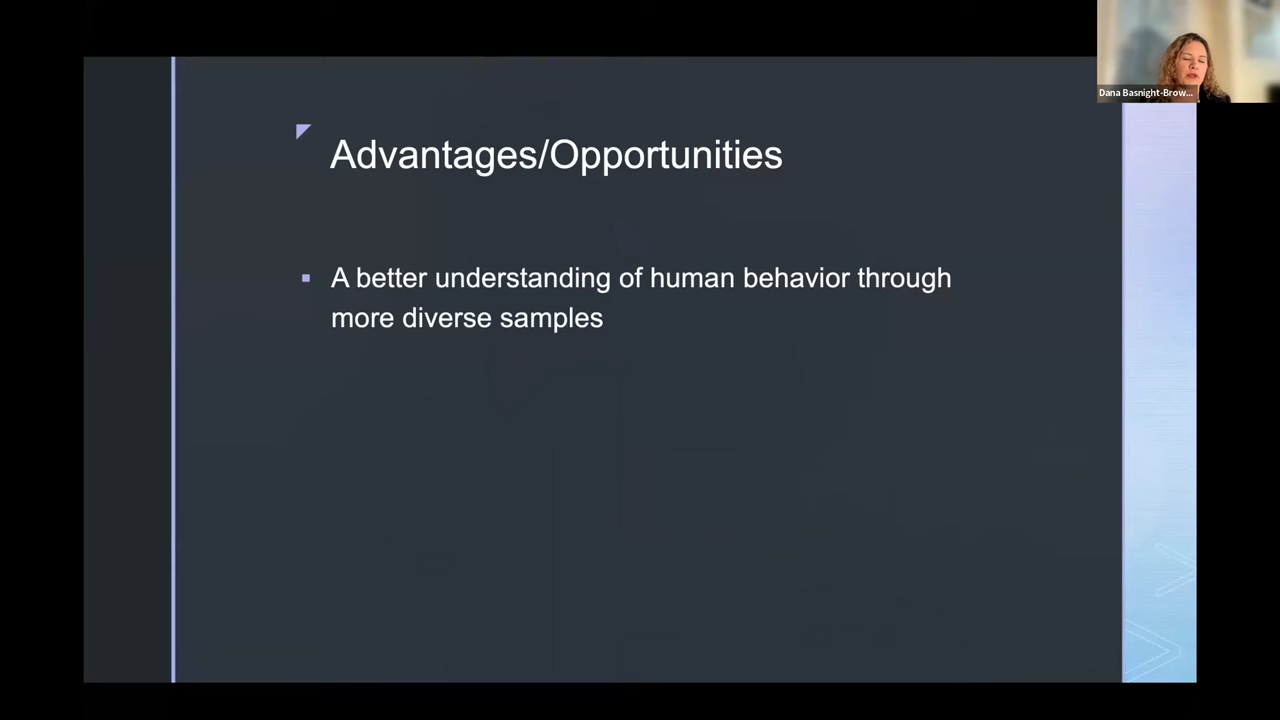 Dana Basnight-Brow...
Advantages/Opportunities
A better understanding of human behavior through
more diverse samples